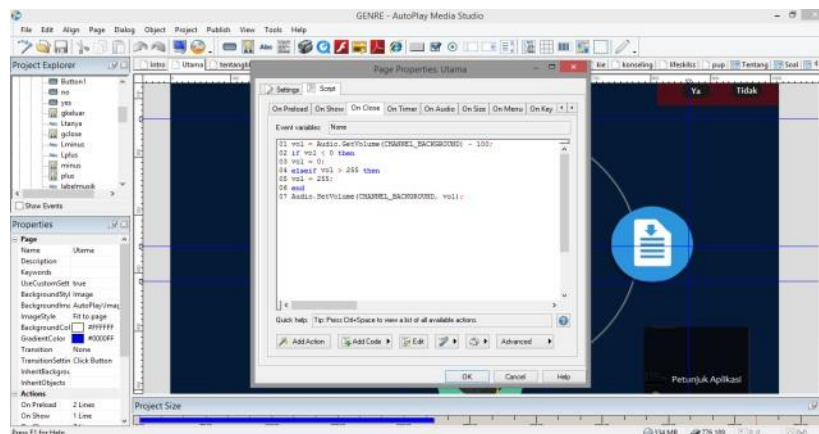 GENRE - AutoPlay Media Studio
File Edit Align Page Dialog Object Project Publish View Tools Help
Project Explorer
Intro
Utama
tentang
konseling
lifeskilss
pup
Tentang
Soal
Button1
no
yes
gkeluar
Ltanya
gclose
Lminus
Lplus
minus
plus
labelmusik
Show Events
Properties
Page
Name Utama
Description
Keywords
UseCustomSett true
BackgroundStyl Image
BackgroundIma AutoPlay\Imag
ImageStyle Fit to page
BackgroundCol #FFFFFF
GradientColor #0000FF
Transition None
TransitionSettin Click Button
InheritBackgrou
InheritObjects
Actions
On Preload 2 Lines
On Show 1 Line
Press F1 for Help
Page Properties: Utama
Settings Script
On Preload On Show On Close On Timer On Audio On Size On Menu On Key
Event variables: None
01 vol = Audio.GetVolume(CHANNEL_BACKGROUND) - 100;
02 if vol < 0 then
03 vol = 0;
04 elseif vol > 255 then
05 vol = 255;
06 end
07 Audio.SetVolume(CHANNEL_BACKGROUND, vol);
Quick help: Tip: Press Ctrl+Space to view a list of all available actions.
Add Action Add Code Edit Advanced
OK Cancel Help
Ya Tidak
Petunjuk Aplikasi
Project Size
334 MB